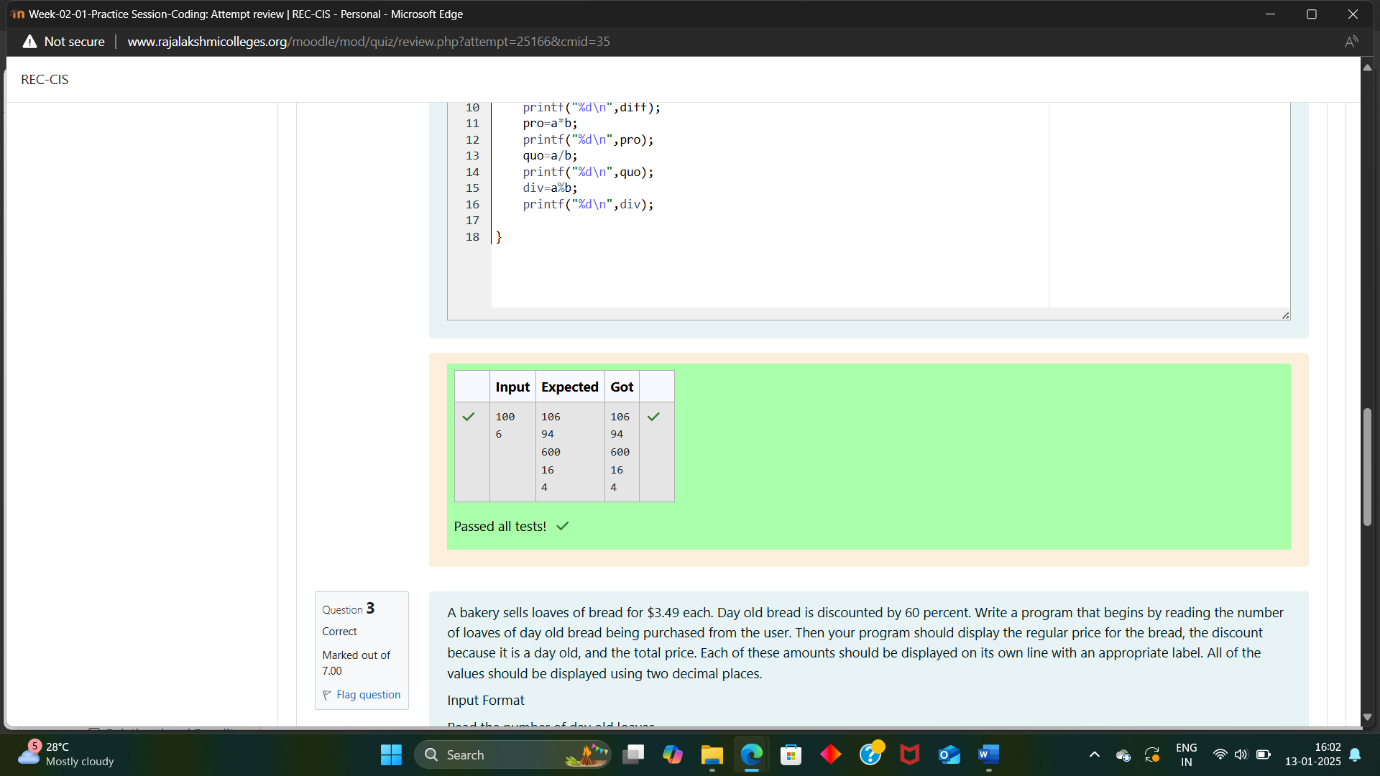 Week-02-01-Practice Session-Coding: Attempt review | REC-CIS - Personal - Microsoft Edge
Not secure | www.rajalakshmicolleges.org/moodle/mod/quiz/review.php?attempt=25166&cmid=35
REC-CIS
10 printf("%d\n",diff);
11 pro=a*b;
12 printf("%d\n",pro);
13 quo=a/b;
14 printf("%d\n",quo);
15 div=a%b;
16 printf("%d\n",div);
17
18 }
Input Expected Got
100 106 106
6 94 94
600 600
16 16
4 4
Passed all tests!
Question 3
Correct
Marked out of
7.00
Flag question
A bakery sells loaves of bread for $3.49 each. Day old bread is discounted by 60 percent. Write a program that begins by reading the number
of loaves of day old bread being purchased from the user. Then your program should display the regular price for the bread, the discount
because it is a day old, and the total price. Each of these amounts should be displayed on its own line with an appropriate label. All of the
values should be displayed using two decimal places.
Input Format
Read the number of day old loaves
5
28°C
Mostly cloudy
Search
ENG
IN
16:02
13-01-2025